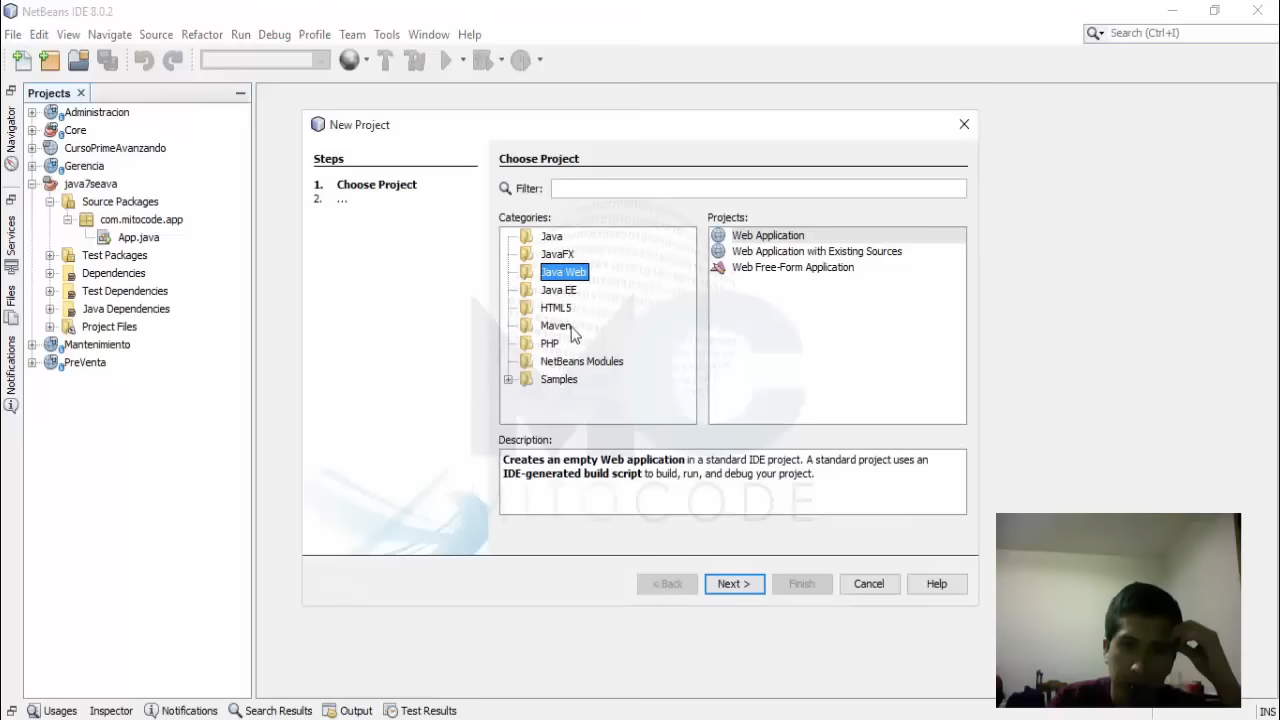 NetBeans IDE 8.0.2
File Edit View Navigate Source Refactor Run Debug Profile Team Tools Window Help
Search (Ctrl+I)
Projects
Navigator
Services
Files
Notifications
Administracion
Core
CursoPrimeAvanzando
Gerencia
java7seava
Source Packages
com.mitocode.app
App.java
Test Packages
Dependencies
Test Dependencies
Java Dependencies
Project Files
Mantenimiento
PreVenta
New Project
Steps
1. Choose Project
2. ...
Choose Project
Filter:
Categories:
Java
JavaFX
Java Web
Java EE
HTML5
Maven
PHP
NetBeans Modules
Samples
Projects:
Web Application
Web Application with Existing Sources
Web Free-Form Application
Description:
Creates an empty Web application in a standard IDE project. A standard project uses an
IDE-generated build script to build, run, and debug your project.
MC
MITOCODE
< Back Next > Finish Cancel Help
Usages Inspector Notifications Search Results Output Test Results
INS